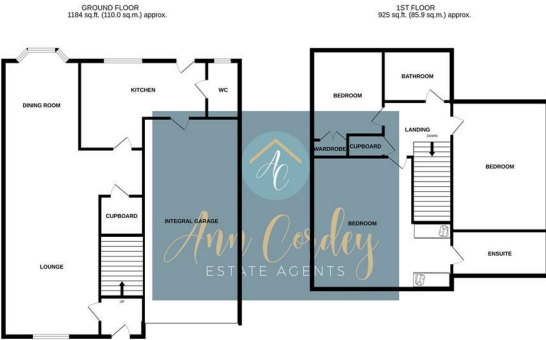 GROUND FLOOR
1184 sq.ft. (110.0 sq.m.) approx.
1ST FLOOR
925 sq.ft. (85.9 sq.m.) approx.
DINING ROOM
KITCHEN
WC
CUPBOARD
INTEGRAL GARAGE
LOUNGE
UP
BEDROOM
BATHROOM
LANDING
DOWN
WARDROBE
CUPBOARD
BEDROOM
BEDROOM
ENSUITE
AC
Ann Cordey
ESTATE AGENTS